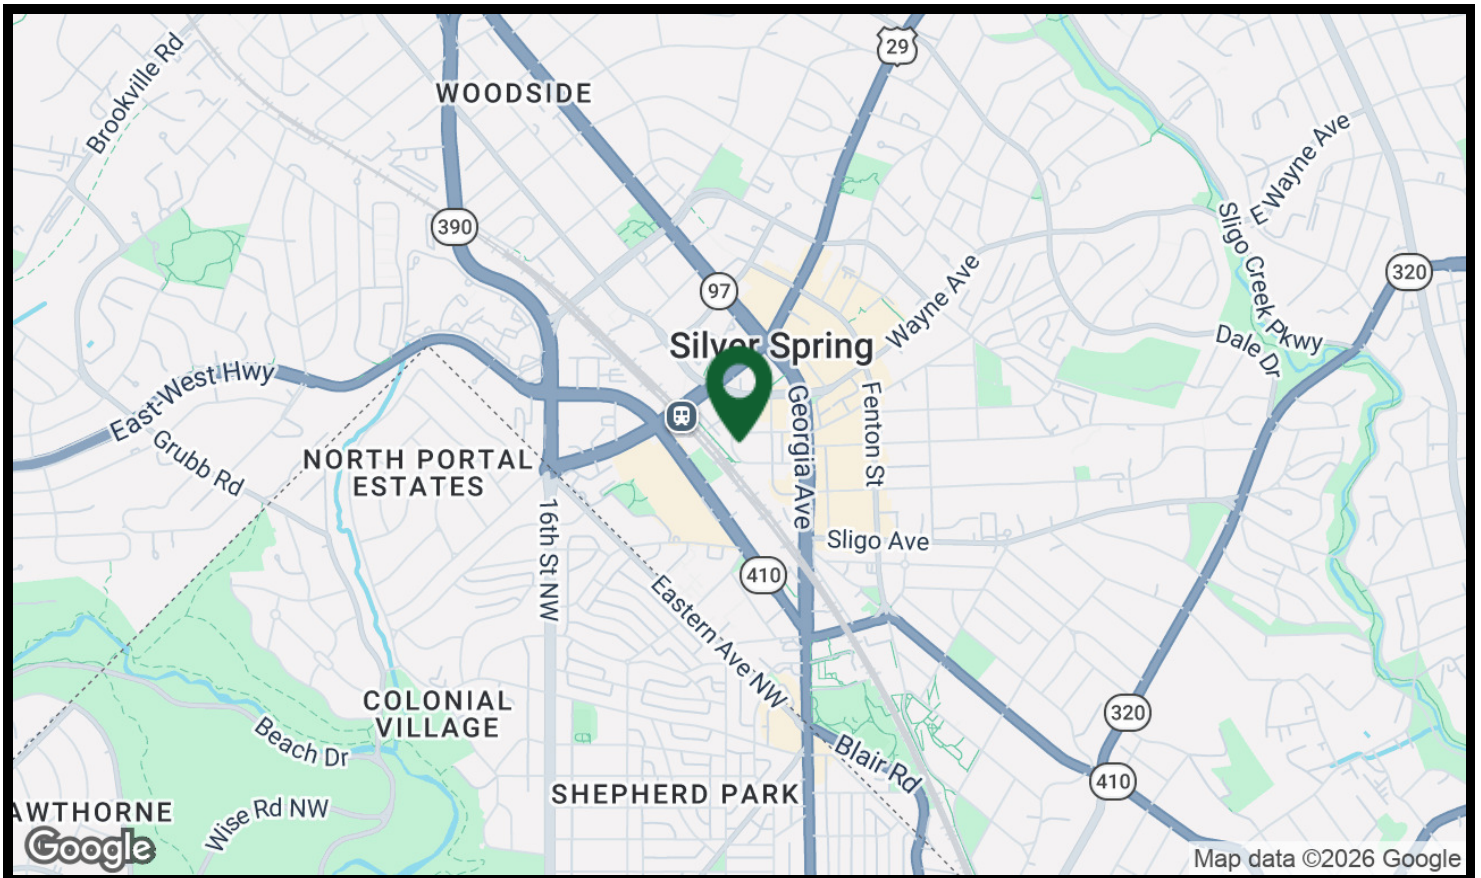 29
WOODSIDE
Brookville Rd
E Wayne Ave
390
Sligo Creek Pkwy
320
97
Wayne Ave
Silver Spring
Dale Dr
East-West Hwy
Georgia Ave
Fenton St
Grubb Rd
NORTH PORTAL
ESTATES
16th St NW
Sligo Ave
410
Eastern Ave NW
COLONIAL
VILLAGE
320
Beach Dr
Blair Rd
410
SHEPHERD PARK
AWTHORNE
Wise Rd NW
Google
Map data ©2026 Google